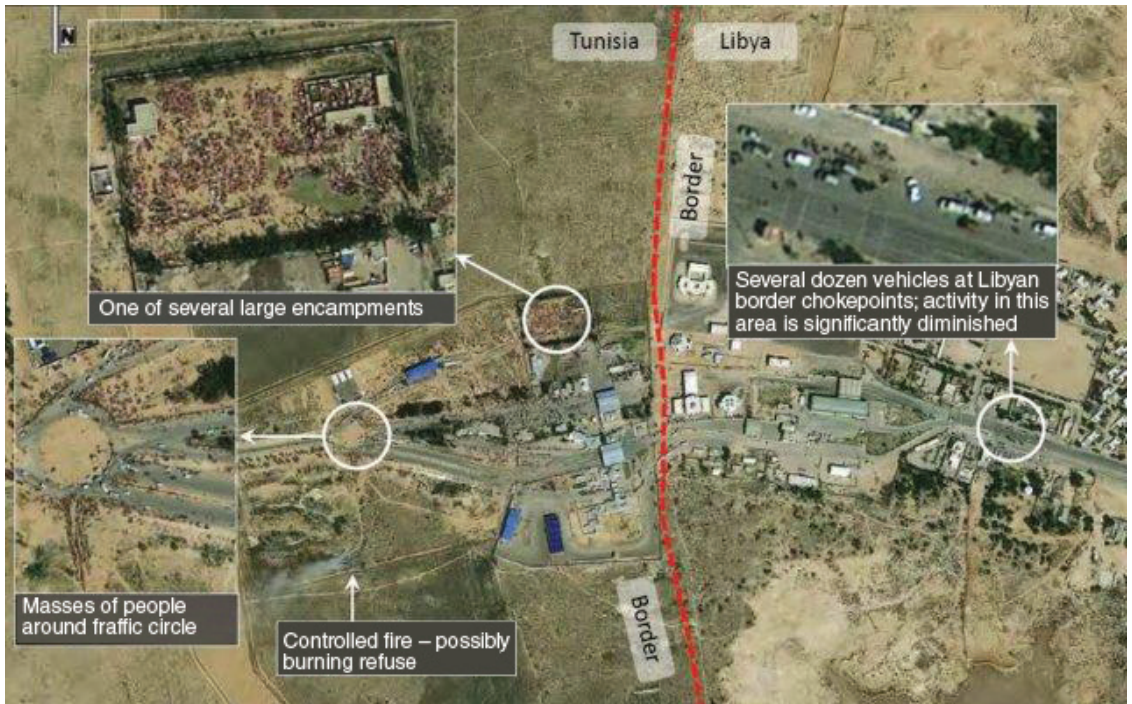 N
Tunisia
Libya
Border
One of several large encampments
Several dozen vehicles at Libyan
border chokepoints; activity in this
area is significantly diminished
Masses of people
around fraffic circle
Controlled fire – possibly
burning refuse
Border